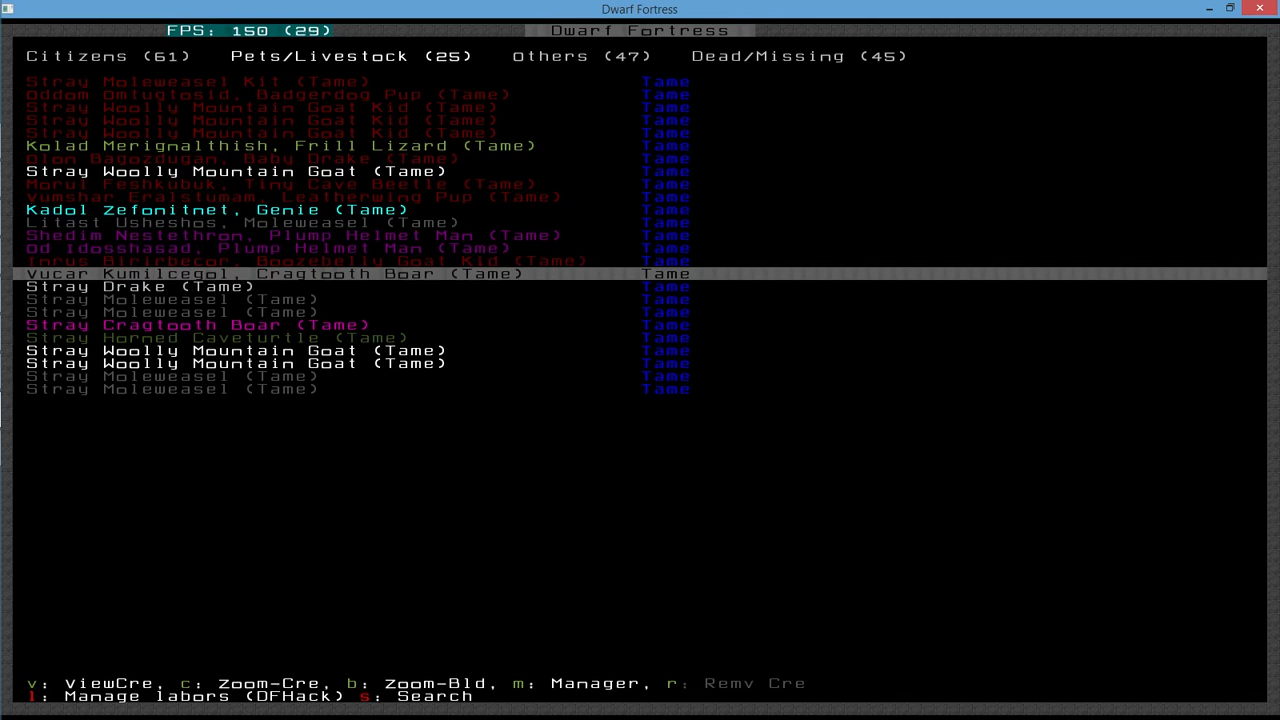 Dwarf Fortress
FPS: 150 (29) Dwarf Fortress
Citizens (61) Pets/Livestock (25) Others (47) Dead/Missing (45)
Stray Moleweasel Kit (Tame) Tame
Oddom Omtugtosid, Badgerdog Pup (Tame) Tame
Stray Woolly Mountain Goat Kid (Tame) Tame
Stray Woolly Mountain Goat Kid (Tame) Tame
Stray Woolly Mountain Goat Kid (Tame) Tame
Kolad Merignalthish, Frill Lizard (Tame) Tame
Olon Bagozdugan, Baby Drake (Tame) Tame
Stray Woolly Mountain Goat (Tame) Tame
Morul Feshkubuk, Tiny Cave Beetle (Tame) Tame
Vumshar Eralstumam, Leatherwing Pup (Tame) Tame
Kadol Zefonitnet, Genie (Tame) Tame
Litast Usheshos, Moleweasel (Tame) Tame
Shedim Nestethron, Plump Helmet Man (Tame) Tame
Od Idosshasad, Plump Helmet Man (Tame) Tame
Inrus Birirbecor, Boozebelly Goat Kid (Tame) Tame
Vucar Kumilcegol, Cragtooth Boar (Tame) Tame
Stray Drake (Tame) Tame
Stray Moleweasel (Tame) Tame
Stray Moleweasel (Tame) Tame
Stray Cragtooth Boar (Tame) Tame
Stray Horned Caveturtle (Tame) Tame
Stray Woolly Mountain Goat (Tame) Tame
Stray Woolly Mountain Goat (Tame) Tame
Stray Moleweasel (Tame) Tame
Stray Moleweasel (Tame) Tame
v: ViewCre, c: Zoom-Cre, b: Zoom-Bld, m: Manager, r: Remv Cre
l: Manage labors (DFHack) s: Search